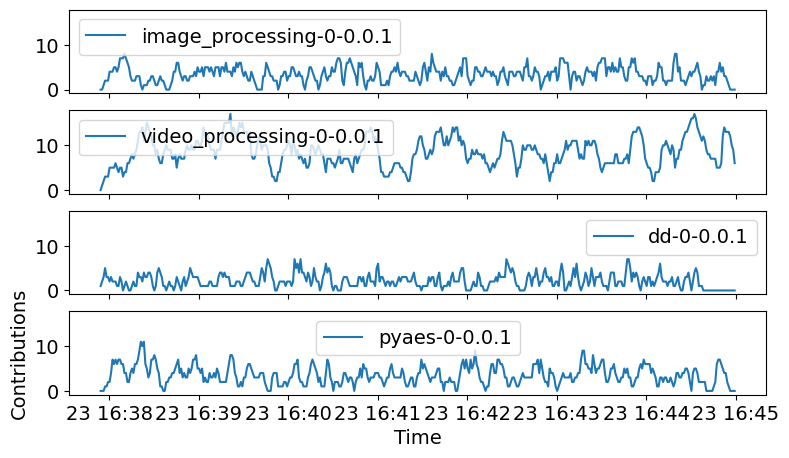 image_processing-0-0.0.1
10
0
video_processing-0-0.0.1
10
0
dd-0-0.0.1
10
0
pyaes-0-0.0.1
10
0
Contributions
23 16:38 23 16:39 23 16:40 23 16:41 23 16:42 23 16:43 23 16:44 23 16:45
Time